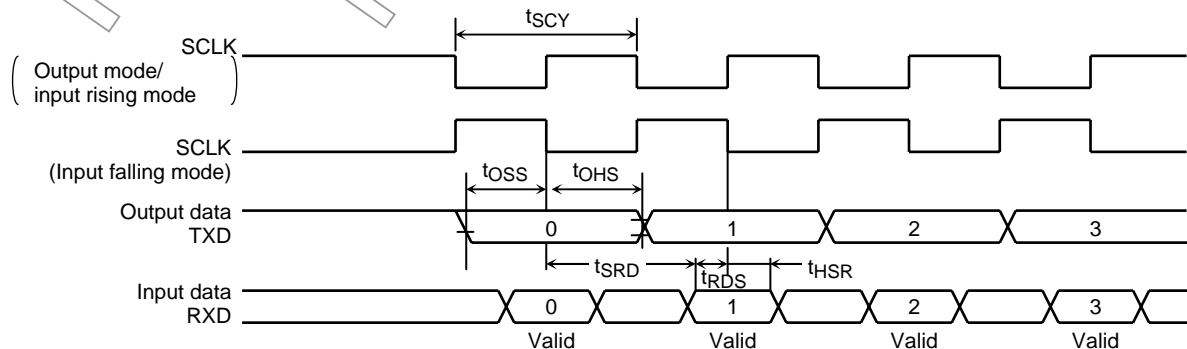 tSCY
SCLK
( Output mode/
input rising mode )
SCLK
(Input falling mode)
tOSS tOHS
Output data
TXD
0 1 2 3
tSRD tRDS tHSR
Input data
RXD
0 1 2 3
Valid Valid Valid Valid